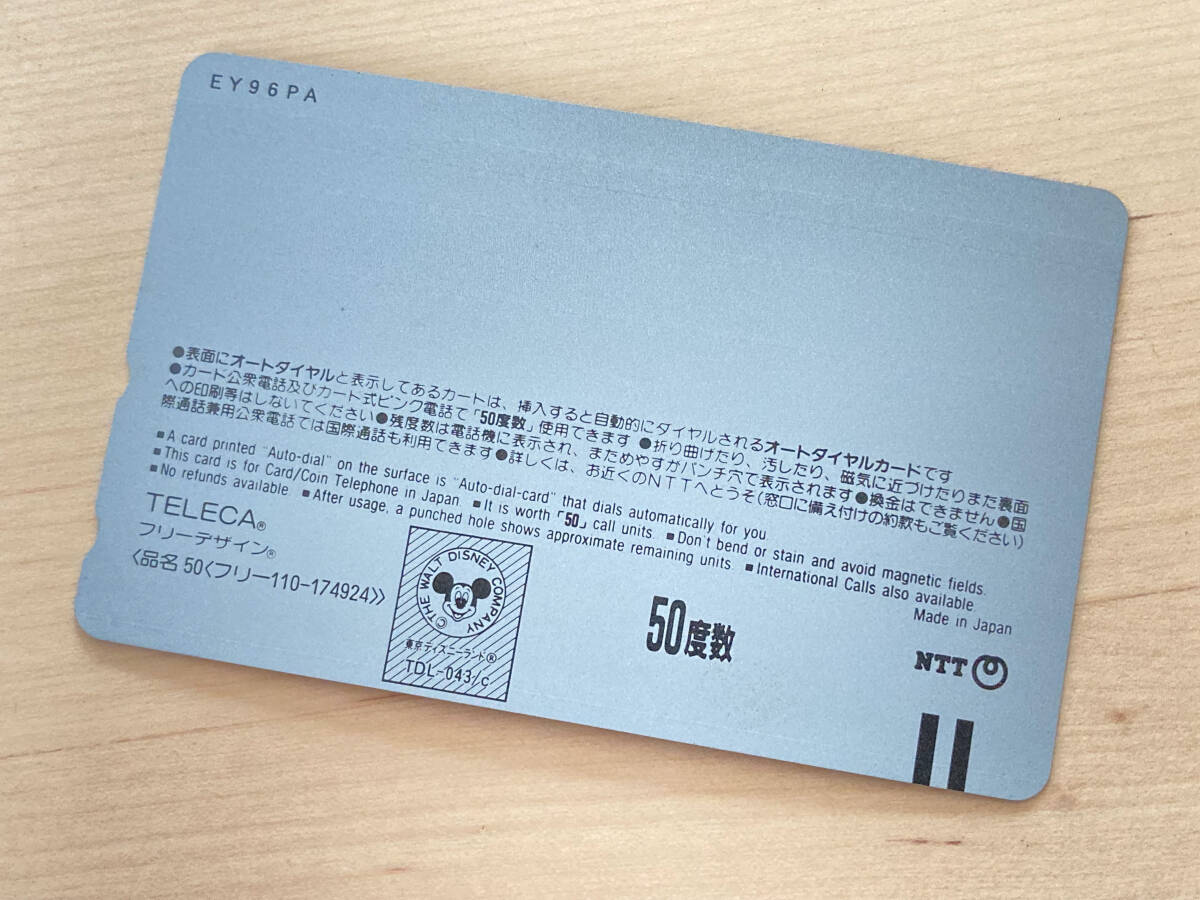 EY96PA
●表面にオートダイヤルと表示してあるカートは、挿入すると自動的にダイヤルされるオートダイヤルカードです
●カード公衆電話及びカート式ピンク電話で「50度数」使用できます ●折り曲げたり、汚したり、磁気に近づけたりまた裏面
への印刷等はしないてください ●残度数は電話機に表示され、まためやすがパンチ穴で表示されます ●換金はできません ●国
際通話兼用公衆電話ては国際通話も利用てきます ●詳しくは、お近くのNTTへとうそ(窓口に備え付けの約款もご覧ください)
■A card printed "Auto-dial" on the surface is "Auto-dial-card" that dials automatically for you.
■This card is for Card/Coin Telephone in Japan. ■It is worth「50」call units. ■Don't bend or stain and avoid magnetic fields.
■No refunds available. ■After usage, a punched hole shows approximate remaining units. ■International Calls also available.
Made in Japan
TELECA®
フリーデザイン®
〈品名 50〈フリー110-174924〉〉
©THE WALT DISNEY COMPANY
東京ディズニーランド®
TDL-043/c
50度数
NTT